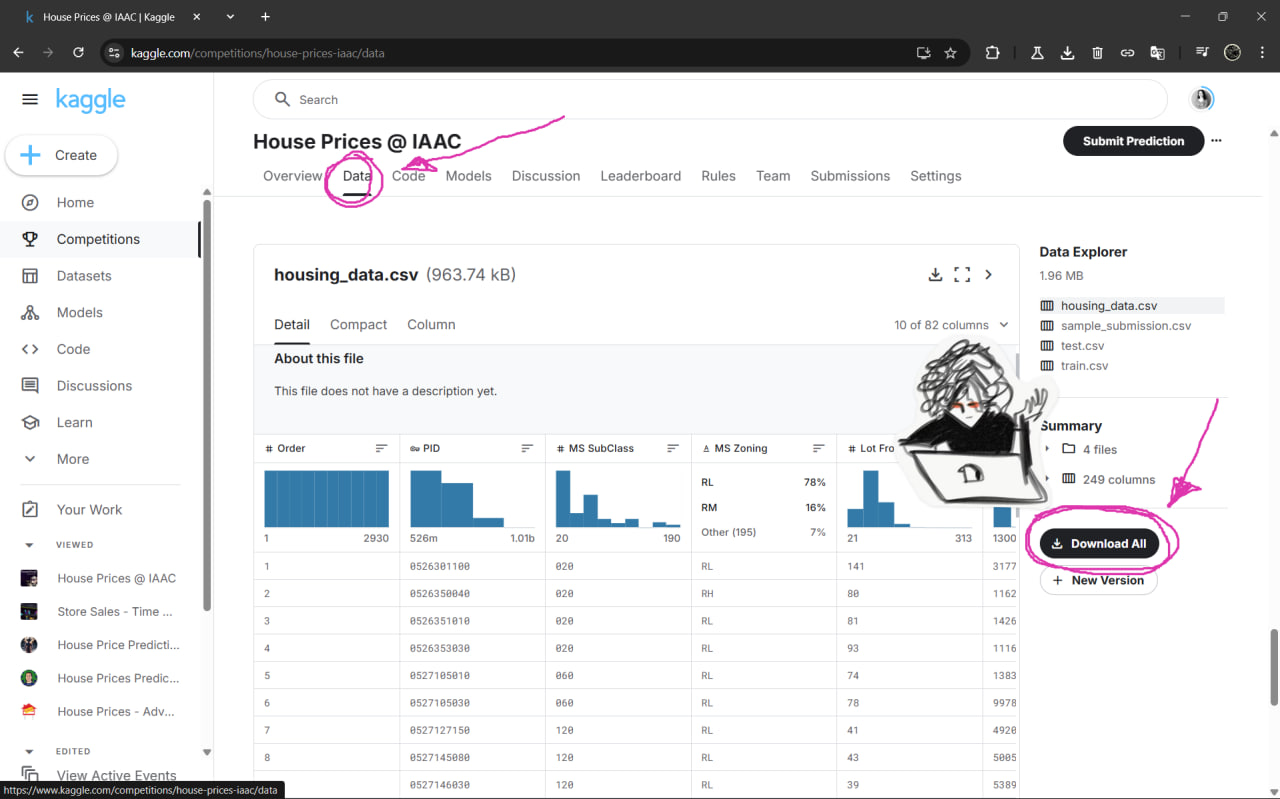 House Prices @ IAAC | Kaggle
kaggle.com/competitions/house-prices-iaac/data
kaggle
Search
Create
Home
Competitions
Datasets
Models
Code
Discussions
Learn
More
Your Work
VIEWED
House Prices @ IAAC
Store Sales - Time ...
House Price Predicti...
House Prices Predic...
House Prices - Adv...
EDITED
View Active Events
https://www.kaggle.com/competitions/house-prices-iaac/data
House Prices @ IAAC
Submit Prediction
Overview Data Code Models Discussion Leaderboard Rules Team Submissions Settings
housing_data.csv (963.74 kB)
Detail Compact Column 10 of 82 columns
About this file
This file does not have a description yet.
# Order PID # MS SubClass A MS Zoning # Lot Fro
RL 78%
RM 16%
Other (195) 7%
1 2930 526m 1.01b 20 190 21 313 1300
1 0526301100 020 RL 141 3177
2 0526350040 020 RH 80 1162
3 0526351010 020 RL 81 1426
4 0526353030 020 RL 93 1116
5 0527105010 060 RL 74 1383
6 0527105030 060 RL 78 9978
7 0527127150 120 RL 41 4920
8 0527145080 120 RL 43 5005
0527146030 120 RL 39 5389
Data Explorer
1.96 MB
housing_data.csv
sample_submission.csv
test.csv
train.csv
Summary
4 files
249 columns
Download All
New Version